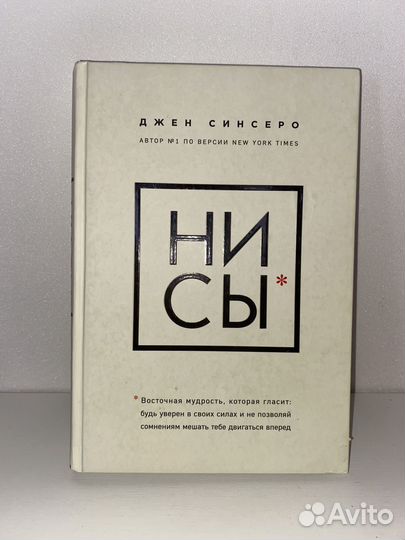 ДЖЕН СИНСЕРО
АВТОР №1 ПО ВЕРСИИ NEW YORK TIMES
НИ
СЫ*
* Восточная мудрость, которая гласит:
будь уверен в своих силах и не позволяй
сомнениям мешать тебе двигаться вперед
Avito